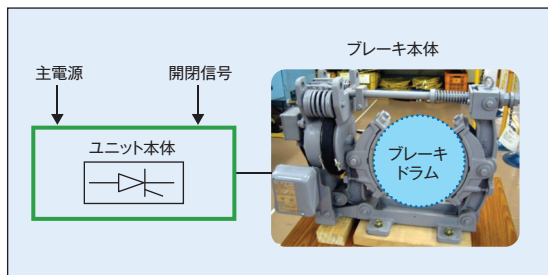 ブレーキ本体
主電源
開閉信号
ユニット本体
ブレーキ
ドラム